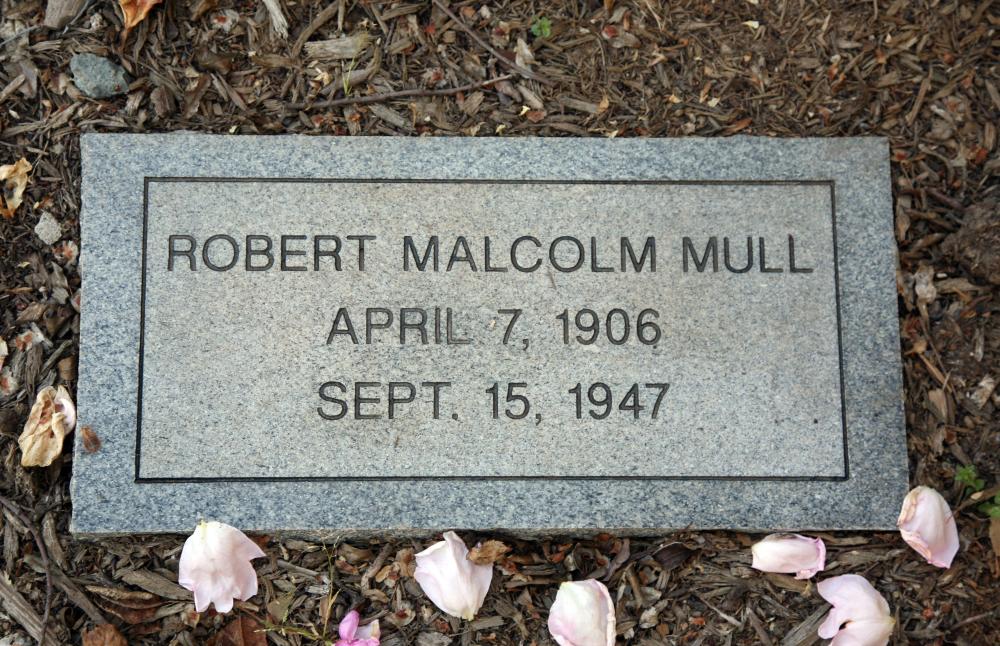 ROBERT MALCOLM MULL
APRIL 7, 1906
SEPT. 15, 1947